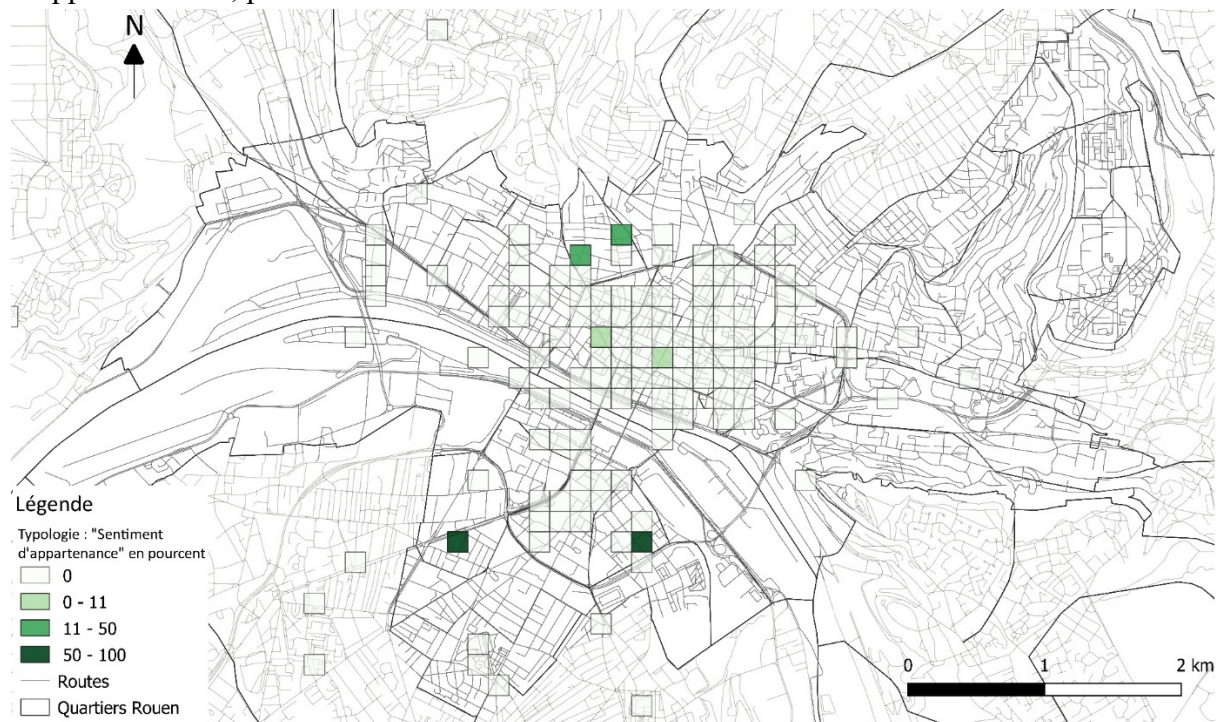 N
Légende
Typologie : "Sentiment
d'appartenance" en pourcent
0
0 - 11
11 - 50
50 - 100
Routes
Quartiers Rouen
0 1 2 km